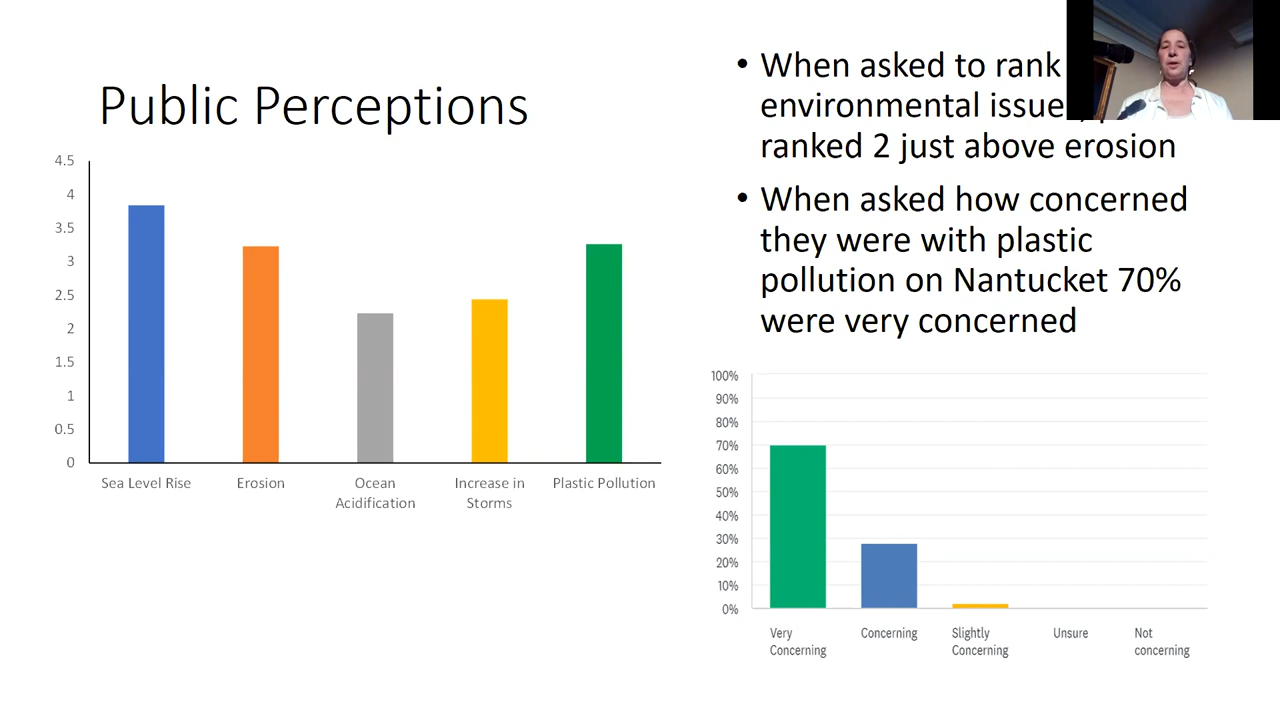 Public Perceptions
4.5
4
3.5
3
2.5
2
1.5
1
0.5
0
Sea Level Rise
Erosion
Ocean
Acidification
Increase in
Storms
Plastic Pollution
• When asked to rank
environmental issue
ranked 2 just above erosion
• When asked how concerned
they were with plastic
pollution on Nantucket 70%
were very concerned
100%
90%
80%
70%
60%
50%
40%
30%
20%
10%
0%
Very
Concerning
Concerning
Slightly
Concerning
Unsure
Not
concerning